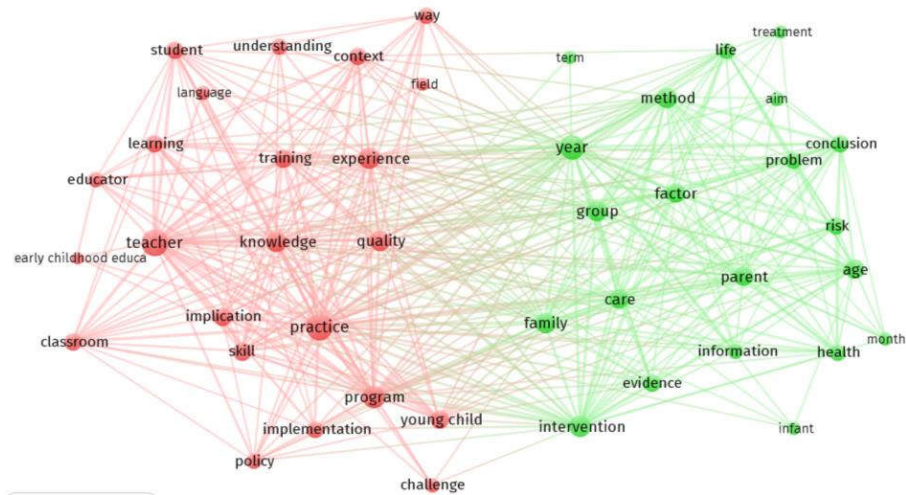 way
student
understanding
context
language
field
learning
training
experience
educator
teacher
knowledge
quality
early childhood educa
implication
practice
classroom
skill
program
young child
implementation
policy
challenge
term
life
treatment
method
aim
year
conclusion
problem
factor
group
risk
parent
age
care
family
information
health
month
evidence
intervention
infant